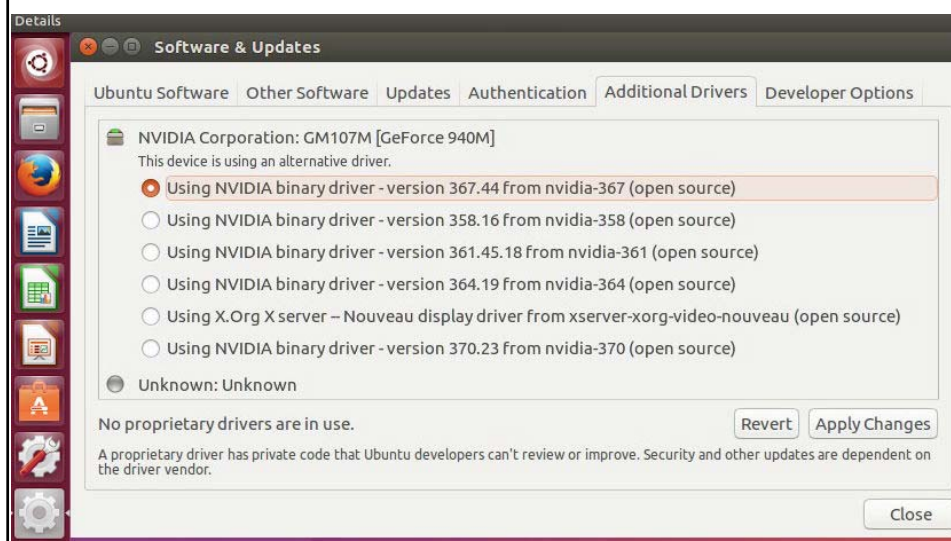 Details
Software & Updates
Ubuntu Software Other Software Updates Authentication Additional Drivers Developer Options
NVIDIA Corporation: GM107M [GeForce 940M]
This device is using an alternative driver.
Using NVIDIA binary driver - version 367.44 from nvidia-367 (open source)
Using NVIDIA binary driver - version 358.16 from nvidia-358 (open source)
Using NVIDIA binary driver - version 361.45.18 from nvidia-361 (open source)
Using NVIDIA binary driver - version 364.19 from nvidia-364 (open source)
Using X.Org X server -- Nouveau display driver from xserver-xorg-video-nouveau (open source)
Using NVIDIA binary driver - version 370.23 from nvidia-370 (open source)
Unknown: Unknown
No proprietary drivers are in use.
Revert Apply Changes
A proprietary driver has private code that Ubuntu developers can't review or improve. Security and other updates are dependent on
the driver vendor.
Close